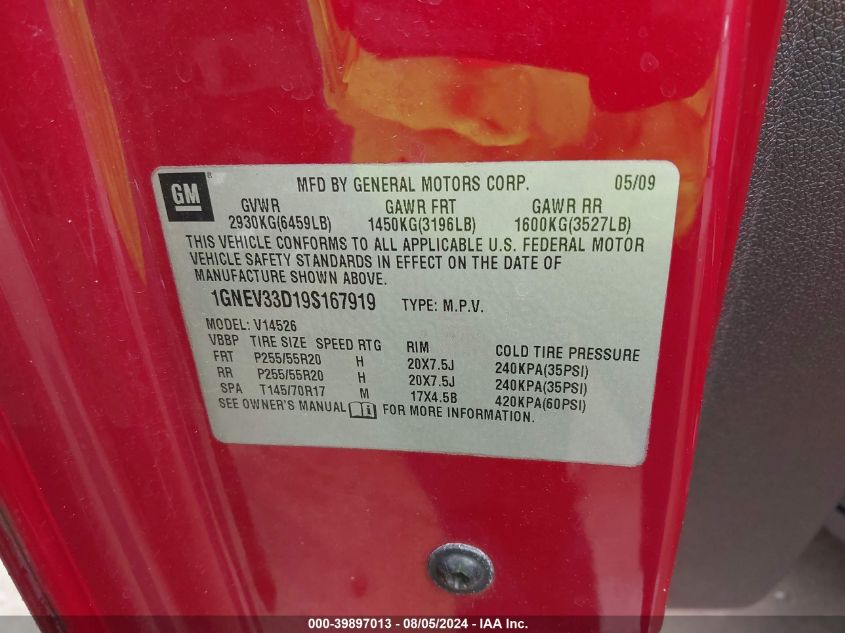 GM®
MFD BY GENERAL MOTORS CORP. 05/09
GVWR GAWR FRT GAWR RR
2930KG(6459LB) 1450KG(3196LB) 1600KG(3527LB)
THIS VEHICLE CONFORMS TO ALL APPLICABLE U.S. FEDERAL MOTOR
VEHICLE SAFETY STANDARDS IN EFFECT ON THE DATE OF
MANUFACTURE SHOWN ABOVE.
1GNEV33D19S167919 TYPE: M.P.V.
MODEL: V14526
VBBP TIRE SIZE SPEED RTG RIM COLD TIRE PRESSURE
FRT P255/55R20 H 20X7.5J 240KPA(35PSI)
RR P255/55R20 H 20X7.5J 240KPA(35PSI)
SPA T145/70R17 M 17X4.5B 420KPA(60PSI)
SEE OWNER'S MANUAL FOR MORE INFORMATION.
000-39897013 - 08/05/2024 - IAA Inc.